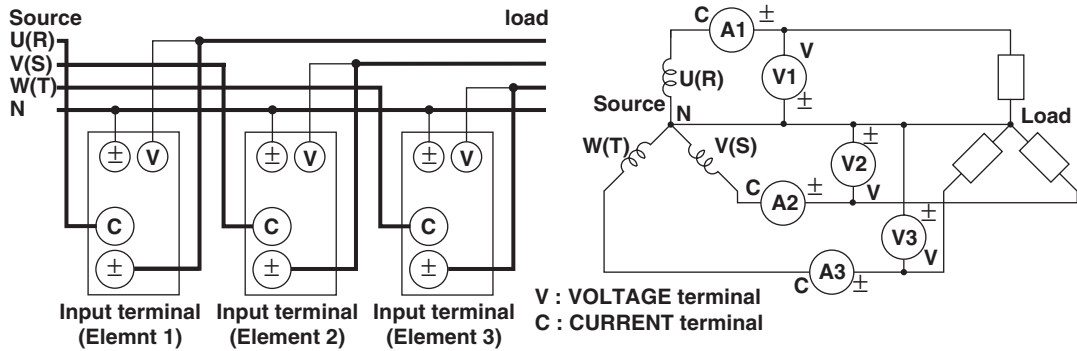 Source
load
U(R)
V(S)
W(T)
N
± V
± V
± V
C
C
C
±
±
±
Input terminal
(Elemnt 1)
Input terminal
(Element 2)
Input terminal
(Element 3)
C A1 ±
V
U(R) V1
±
Source N
Load
W(T) V(S)
±
V2
V
C A2 ±
±
V3
V
C A3 ±
V : VOLTAGE terminal
C : CURRENT terminal